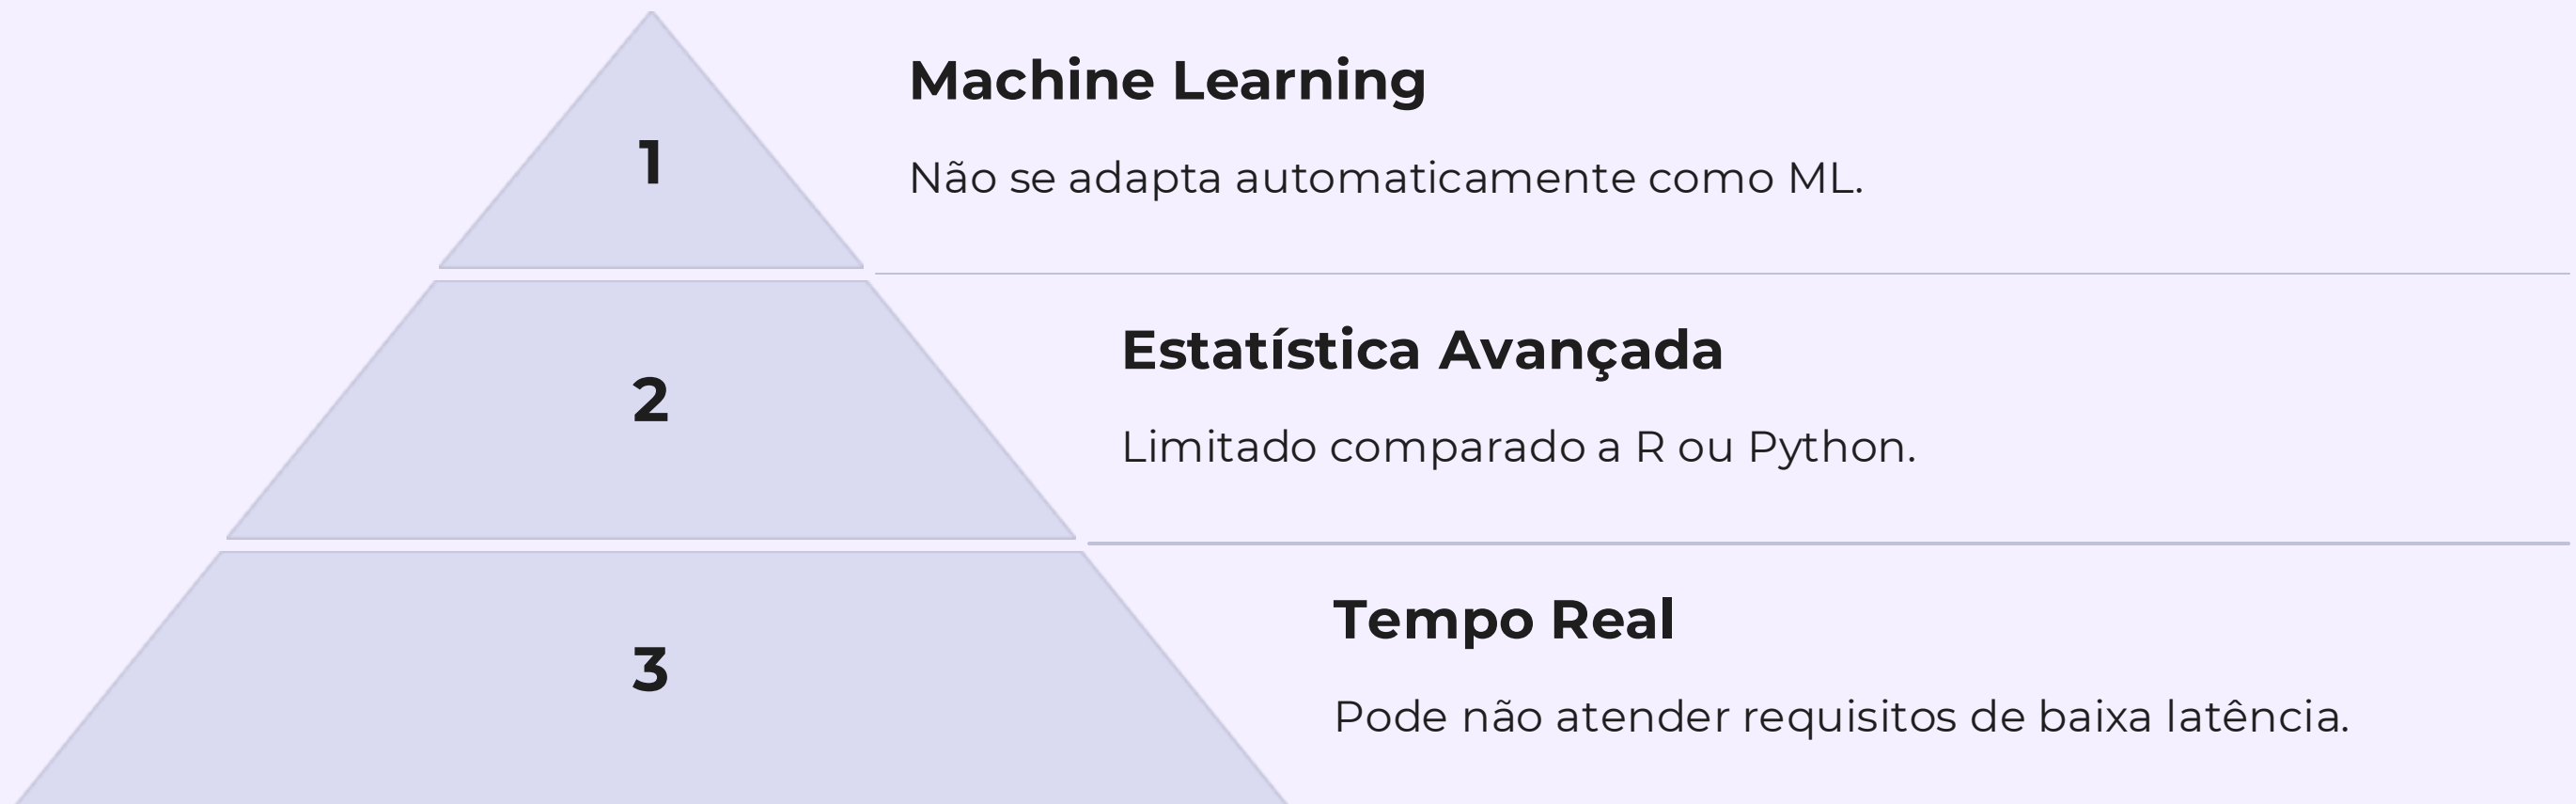 1
Machine Learning
Não se adapta automaticamente como ML.
2
Estatística Avançada
Limitado comparado a R ou Python.
3
Tempo Real
Pode não atender requisitos de baixa latência.